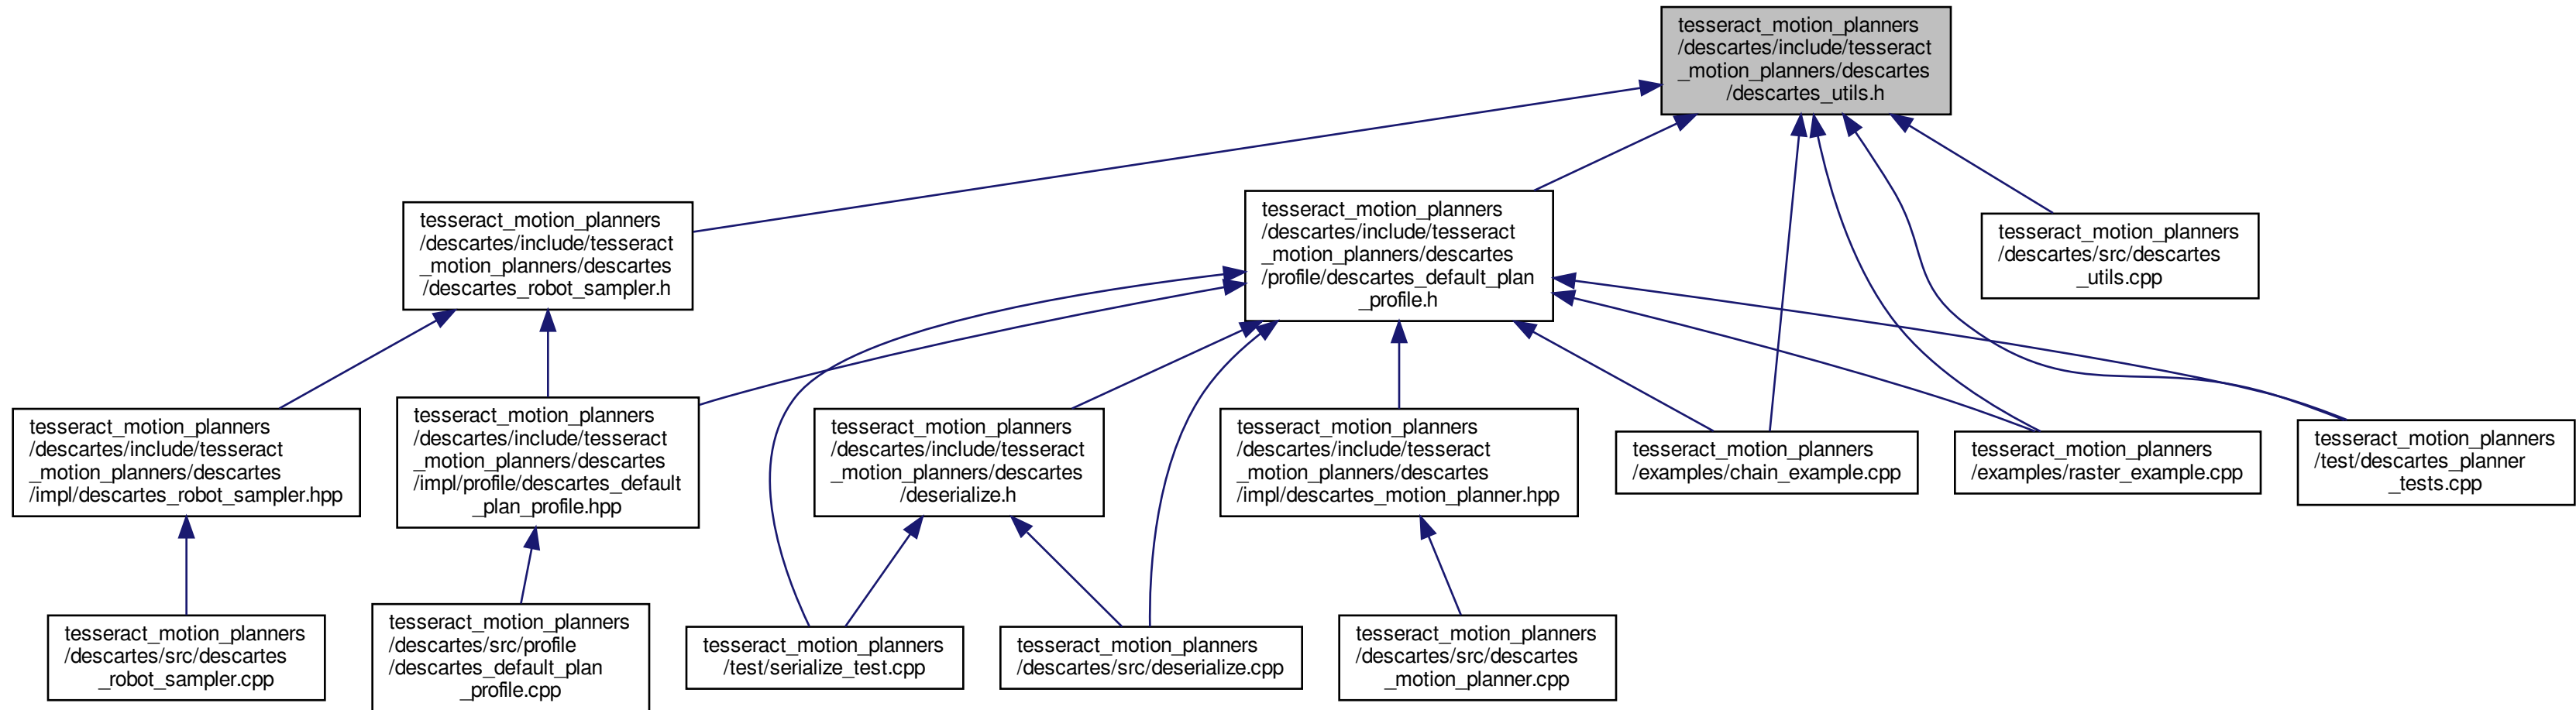 tesseract_motion_planners
/descartes/include/tesseract
_motion_planners/descartes
/descartes_utils.h
tesseract_motion_planners
/descartes/include/tesseract
_motion_planners/descartes
/descartes_robot_sampler.h
tesseract_motion_planners
/descartes/include/tesseract
_motion_planners/descartes
/profile/descartes_default_plan
_profile.h
tesseract_motion_planners
/descartes/src/descartes
_utils.cpp
tesseract_motion_planners
/descartes/include/tesseract
_motion_planners/descartes
/impl/descartes_robot_sampler.hpp
tesseract_motion_planners
/descartes/include/tesseract
_motion_planners/descartes
/impl/profile/descartes_default
_plan_profile.hpp
tesseract_motion_planners
/descartes/include/tesseract
_motion_planners/descartes
/deserialize.h
tesseract_motion_planners
/descartes/include/tesseract
_motion_planners/descartes
/impl/descartes_motion_planner.hpp
tesseract_motion_planners
/examples/chain_example.cpp
tesseract_motion_planners
/examples/raster_example.cpp
tesseract_motion_planners
/test/descartes_planner
_tests.cpp
tesseract_motion_planners
/descartes/src/descartes
_robot_sampler.cpp
tesseract_motion_planners
/descartes/src/profile
/descartes_default_plan
_profile.cpp
tesseract_motion_planners
/test/serialize_test.cpp
tesseract_motion_planners
/descartes/src/deserialize.cpp
tesseract_motion_planners
/descartes/src/descartes
_motion_planner.cpp